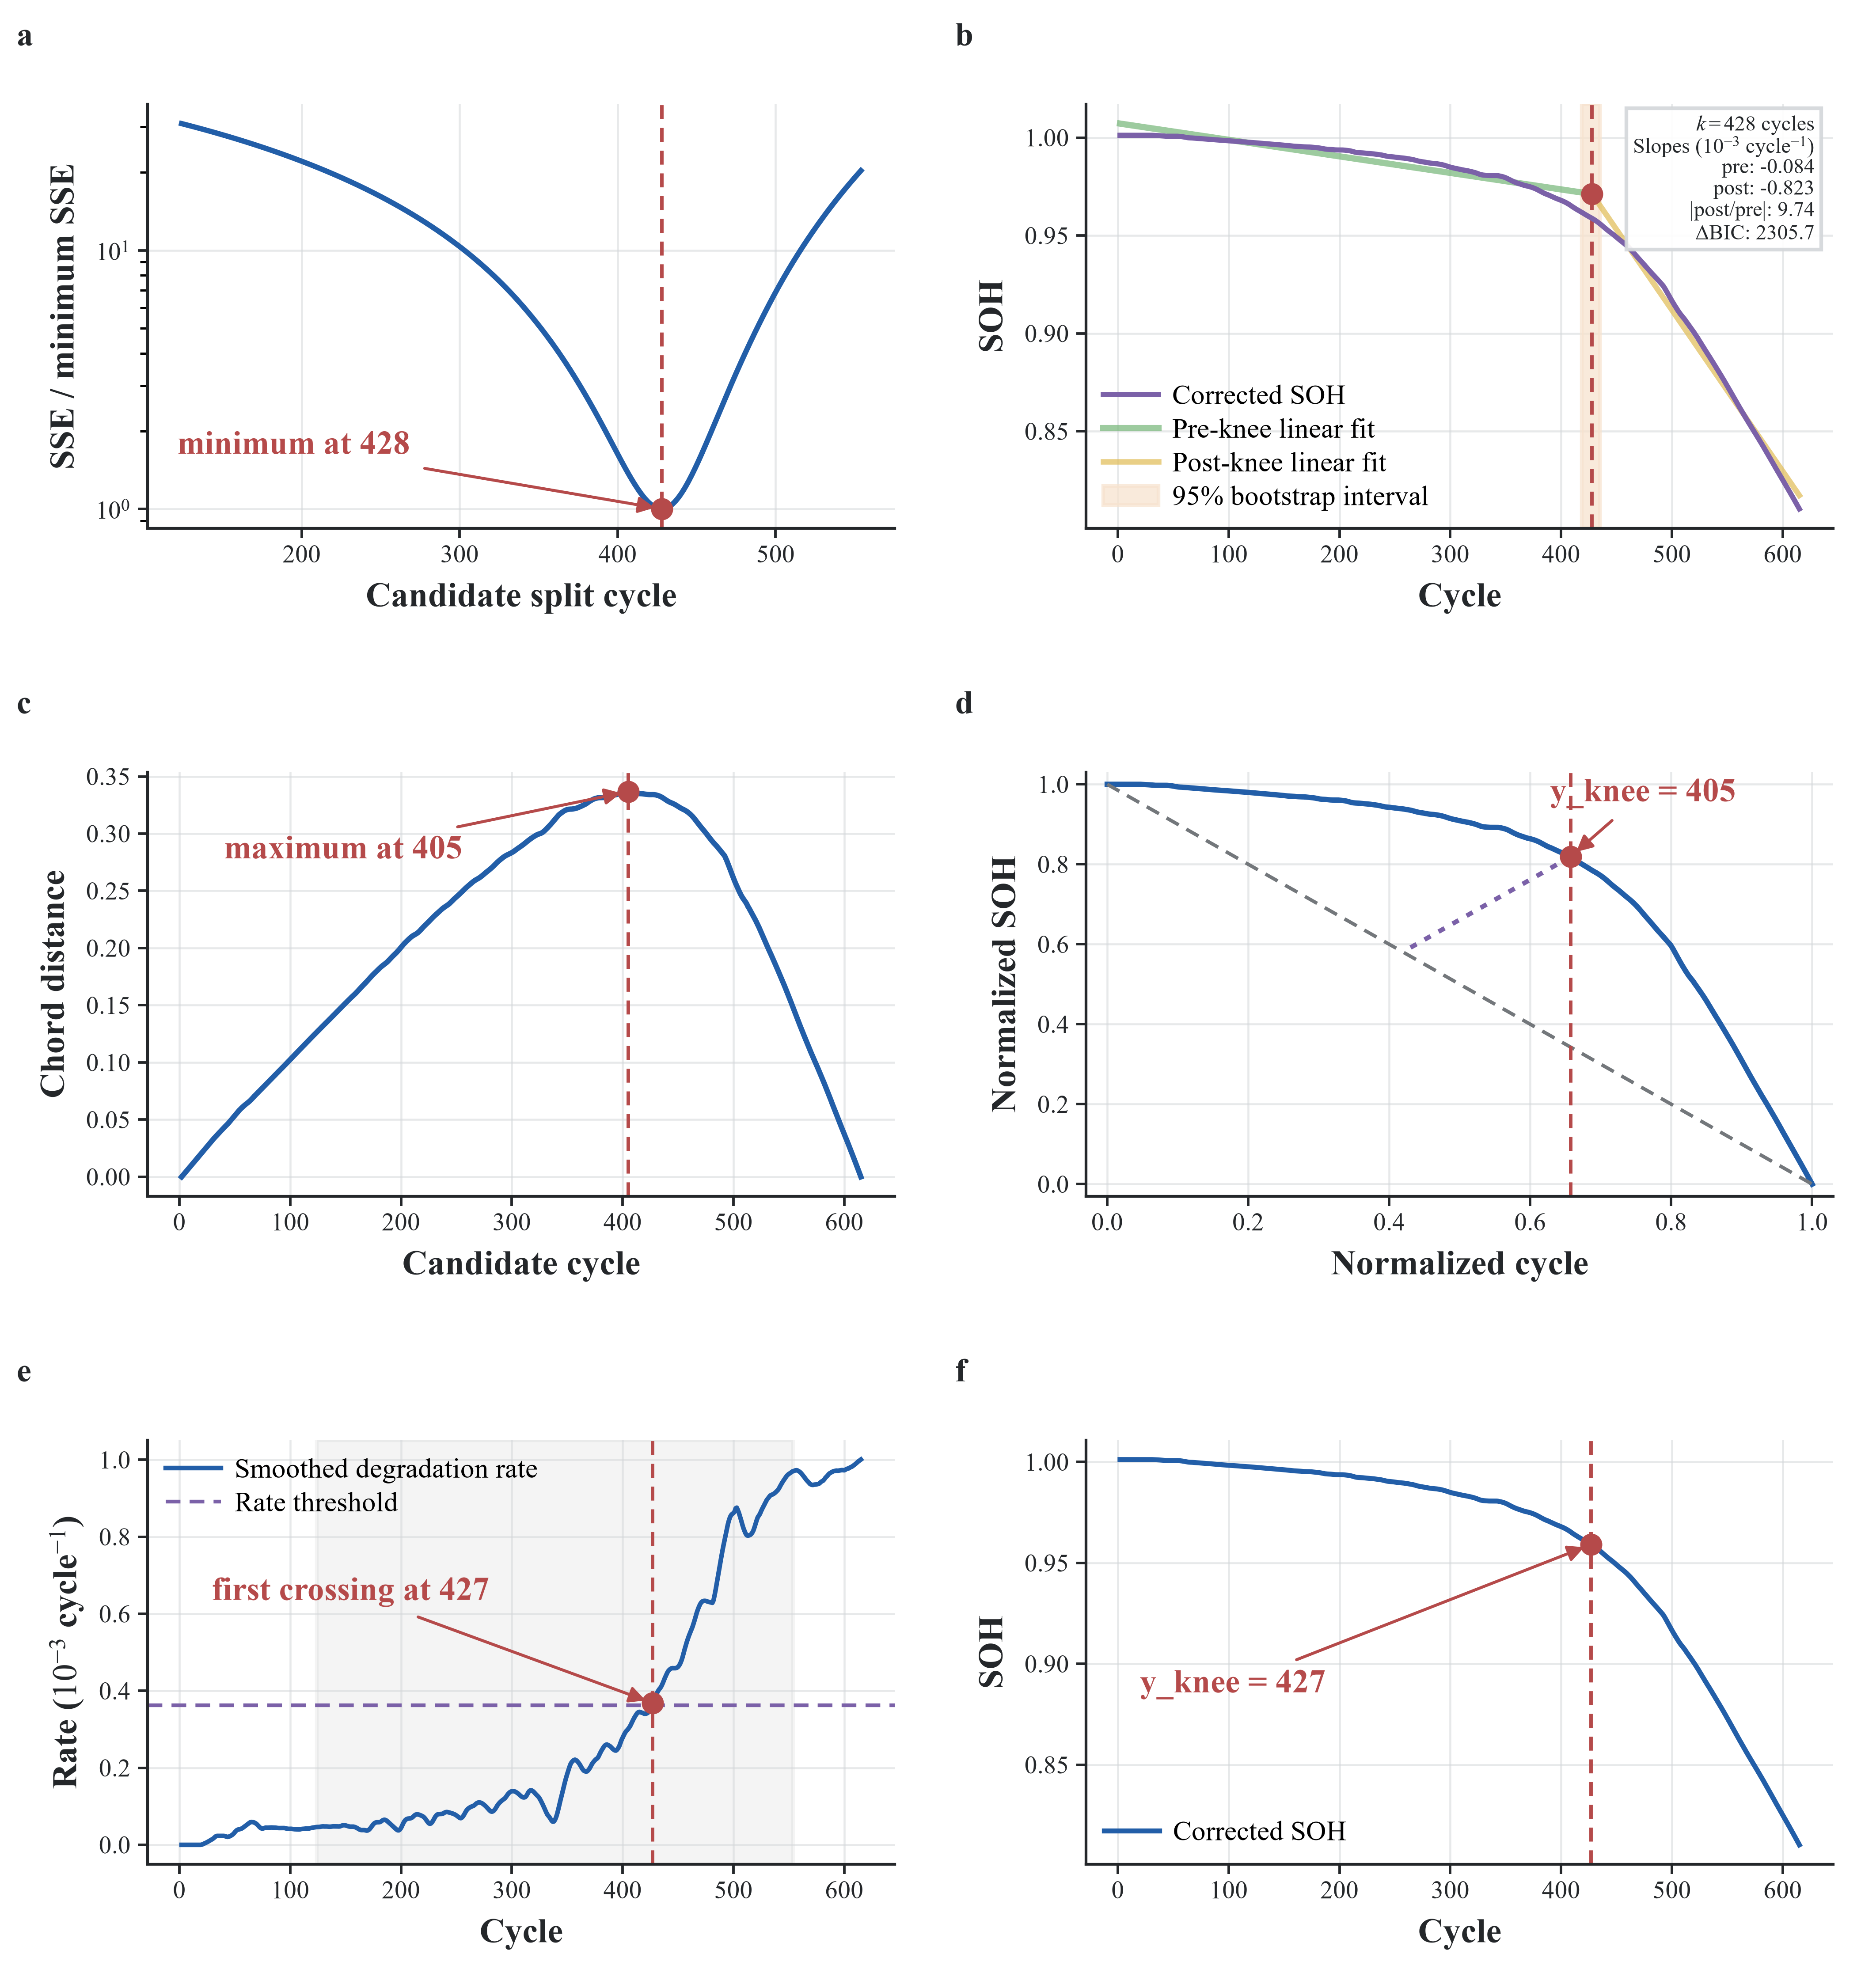 a
SSE / minimum SSE
10¹
10⁰
minimum at 428
200 300 400 500
Candidate split cycle
b
SOH
1.00
0.95
0.90
0.85
k=428 cycles
Slopes (10⁻³ cycle⁻¹)
pre: -0.084
post: -0.823
|post/pre|: 9.74
ΔBIC: 2305.7
Corrected SOH
Pre-knee linear fit
Post-knee linear fit
95% bootstrap interval
0 100 200 300 400 500 600
Cycle
c
Chord distance
0.35
0.30
0.25
0.20
0.15
0.10
0.05
0.00
maximum at 405
0 100 200 300 400 500 600
Candidate cycle
d
Normalized SOH
1.0
0.8
0.6
0.4
0.2
0.0
y_knee = 405
0.0 0.2 0.4 0.6 0.8 1.0
Normalized cycle
e
Rate (10⁻³ cycle⁻¹)
1.0
0.8
0.6
0.4
0.2
0.0
Smoothed degradation rate
Rate threshold
first crossing at 427
0 100 200 300 400 500 600
Cycle
f
SOH
1.00
0.95
0.90
0.85
y_knee = 427
Corrected SOH
0 100 200 300 400 500 600
Cycle